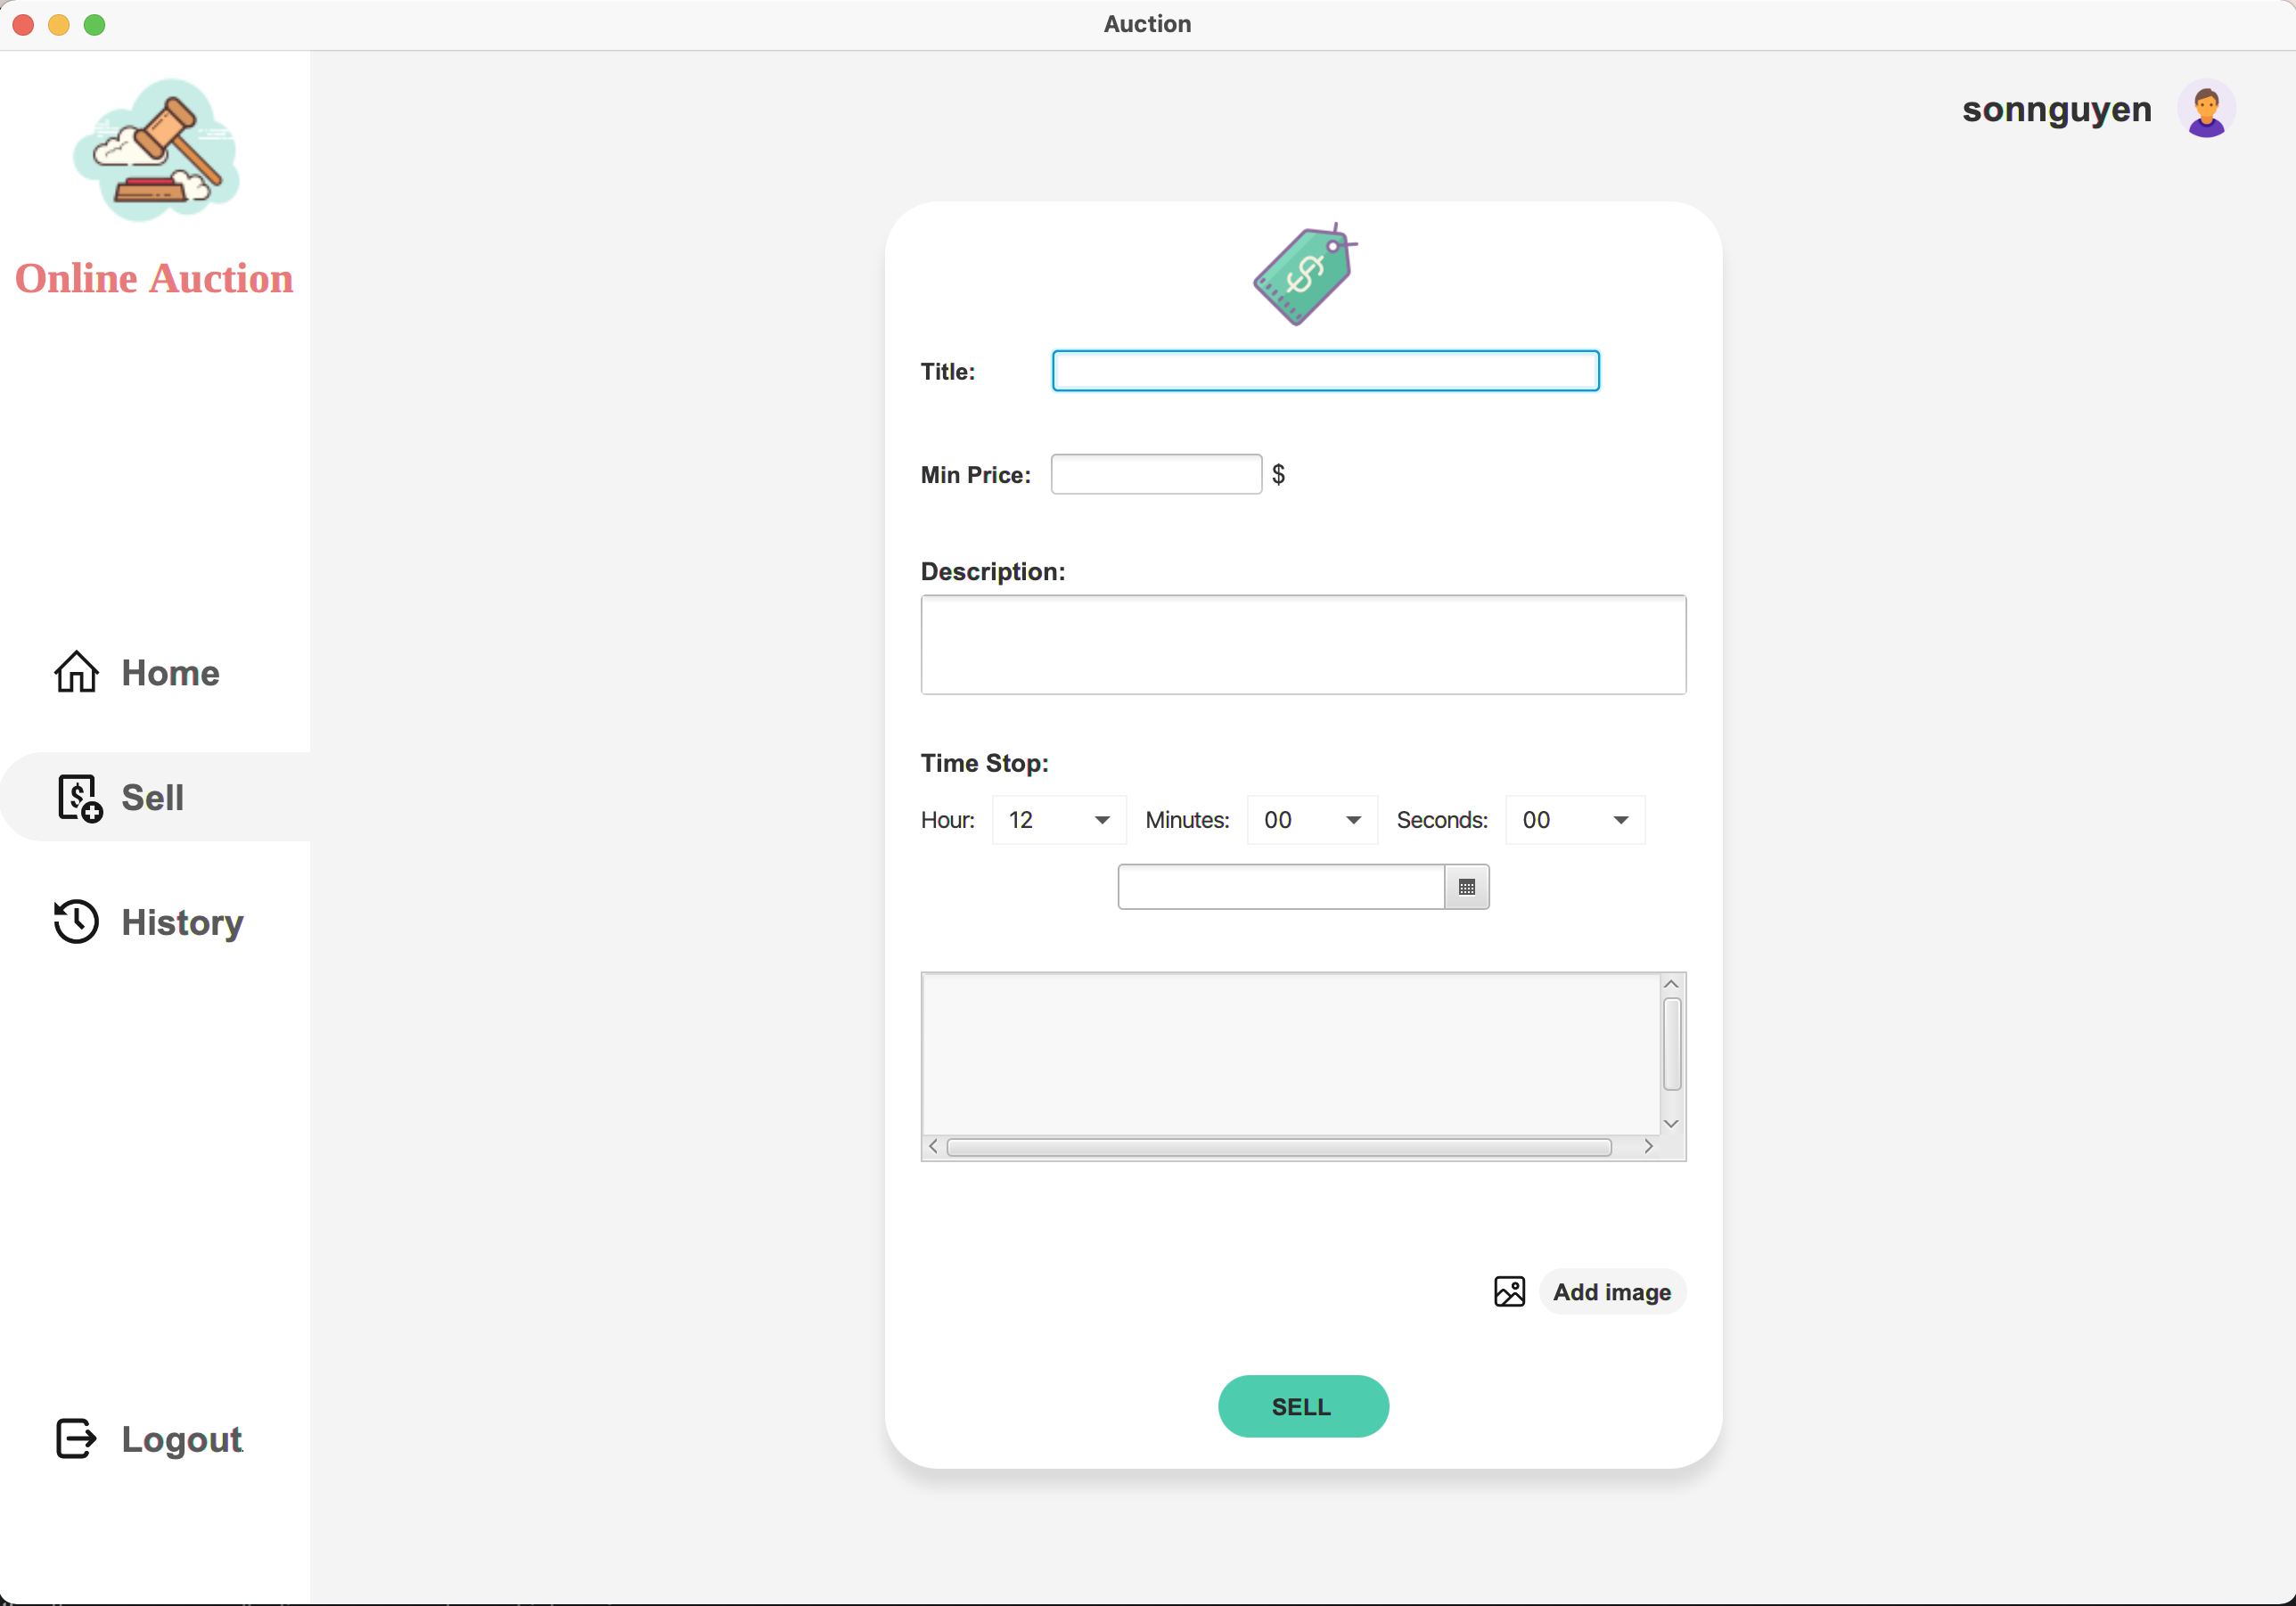 Auction
sonnguyen
Online Auction
Title:
Min Price: $
Description:
Home
Time Stop:
Sell
Hour: 12 Minutes: 00 Seconds: 00
History
Add image
SELL
Logout